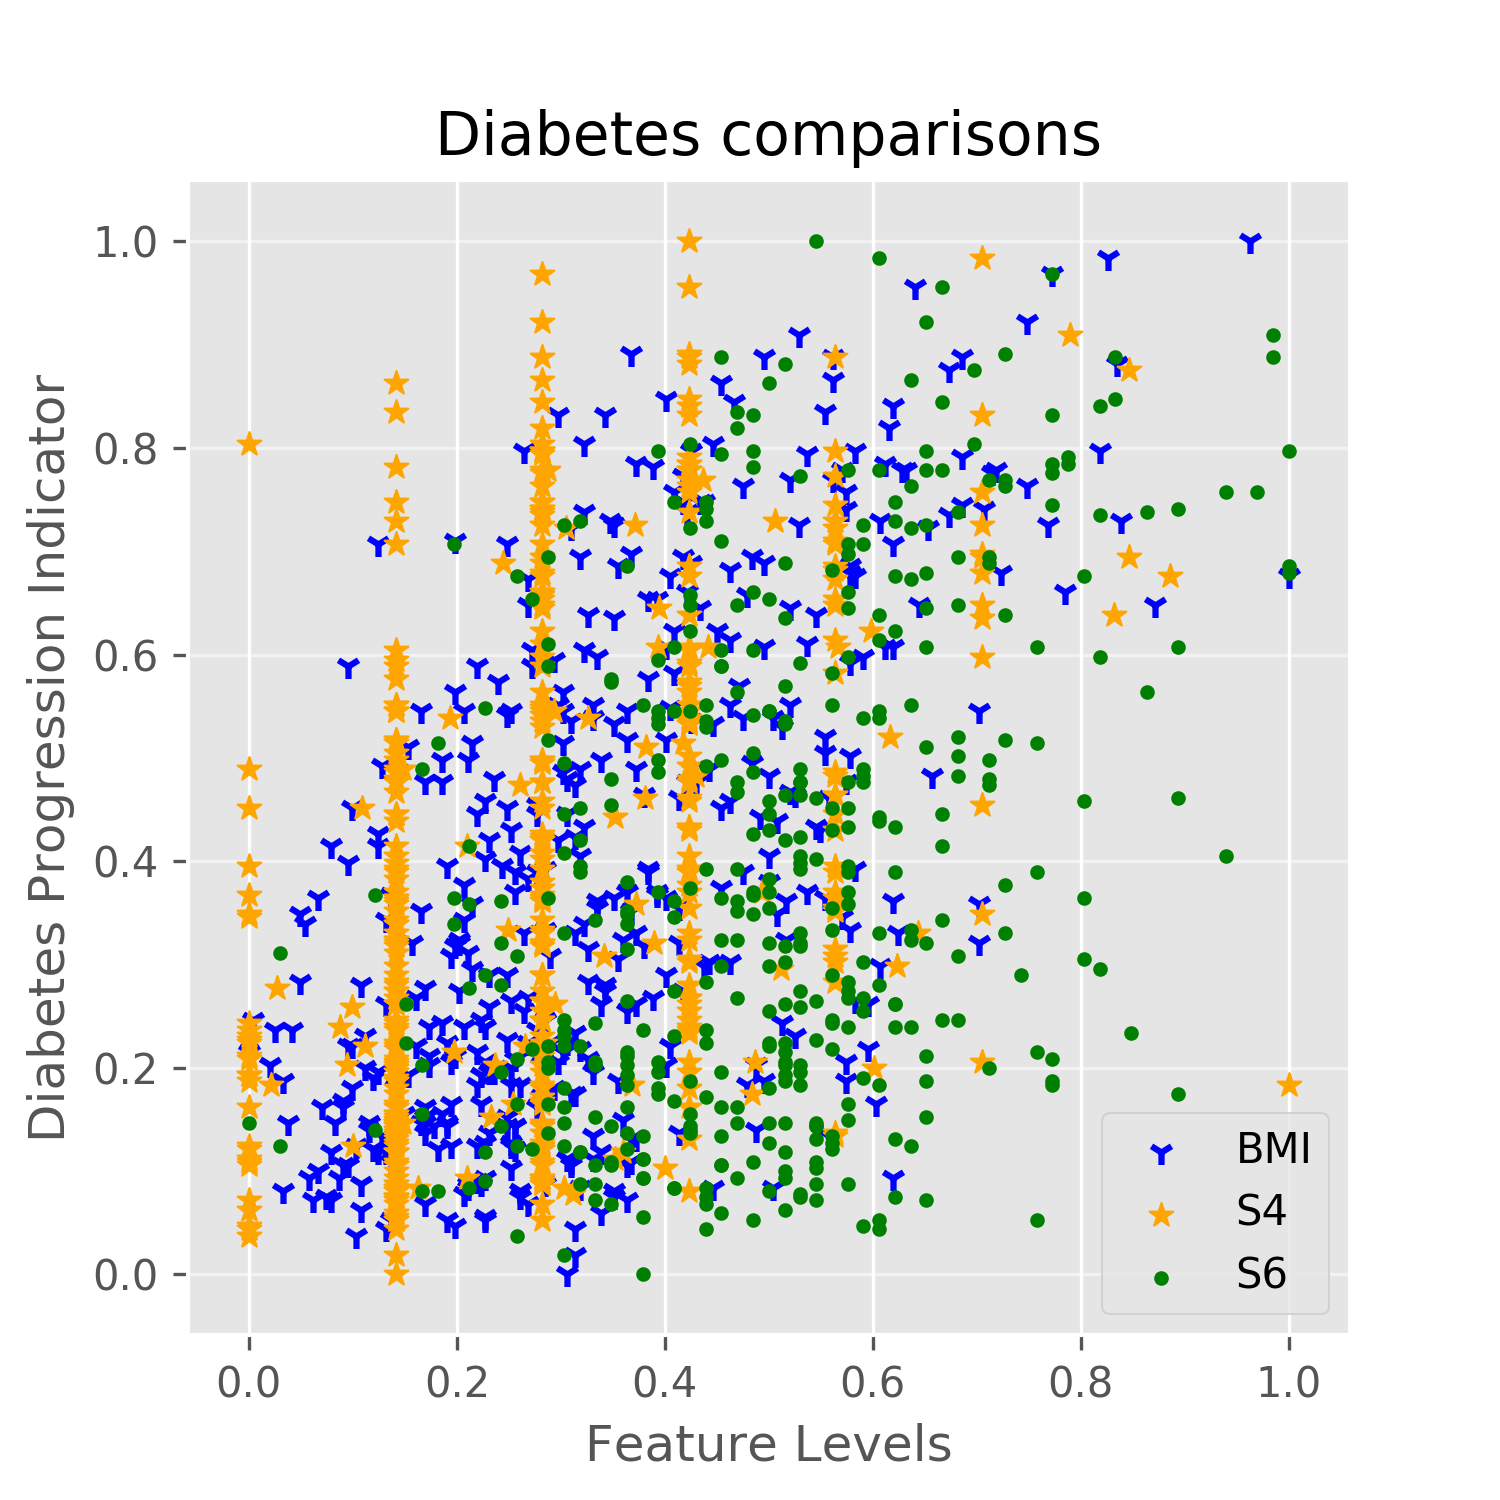 Diabetes comparisons
Diabetes Progression Indicator
1.0
0.8
0.6
0.4
0.2
0.0
BMI
S4
S6
0.0 0.2 0.4 0.6 0.8 1.0
Feature Levels